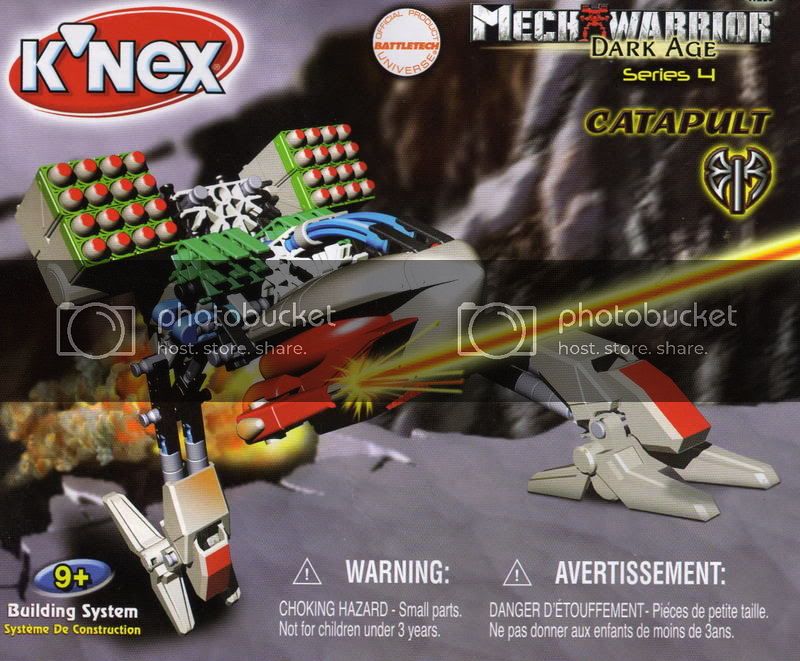 K'NEX
OFFICIAL PRODUCT
BATTLETECH
UNIVERSE
MECHWARRIOR
DARK AGE
Series 4
CATAPULT
photobucket
host. store. share.
photobucket
host. store. share.
9+
Building System
Système De Construction
WARNING:
CHOKING HAZARD - Small parts.
Not for children under 3 years.
AVERTISSEMENT:
DANGER D'ÉTOUFFEMENT - Piéces de petite taille.
Ne pas donner aux enfants de moins de 3ans.